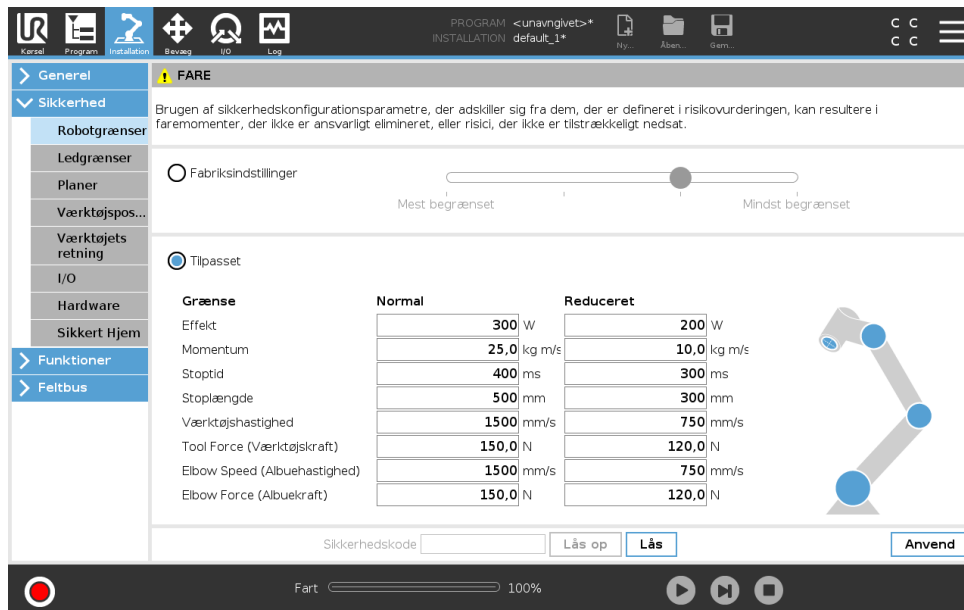 UR
PROGRAM <unavngivet>*
INSTALLATION default_1*
Ny...
Åben...
Gem...
C C
C C
Kørsel
Program
Installation
Bevæg
I/O
Log
Generel
Sikkerhed
Robotgrænser
Ledgrænser
Planer
Værktøjspos...
Værktøjets
retning
I/O
Hardware
Sikkert Hjem
Funktioner
Feltbus
FARE
Brugen af sikkerhedskonfigurationsparametre, der adskiller sig fra dem, der er defineret i risikovurderingen, kan resultere i
faremomenter, der ikke er ansvarligt elimineret, eller risici, der ikke er tilstrækkeligt nedsat.
Fabriksindstillinger
Mest begrænset
Mindst begrænset
Tilpasset
Grænse Normal Reduceret
Effekt 300 W 200 W
Momentum 25,0 kg m/s 10,0 kg m/s
Stoptid 400 ms 300 ms
Stoplængde 500 mm 300 mm
Værktøjshastighed 1500 mm/s 750 mm/s
Tool Force (Værktøjskraft) 150,0 N 120,0 N
Elbow Speed (Albuehastighed) 1500 mm/s 750 mm/s
Elbow Force (Albuekraft) 150,0 N 120,0 N
Sikkerhedskode Lås op Lås Anvend
Fart 100%